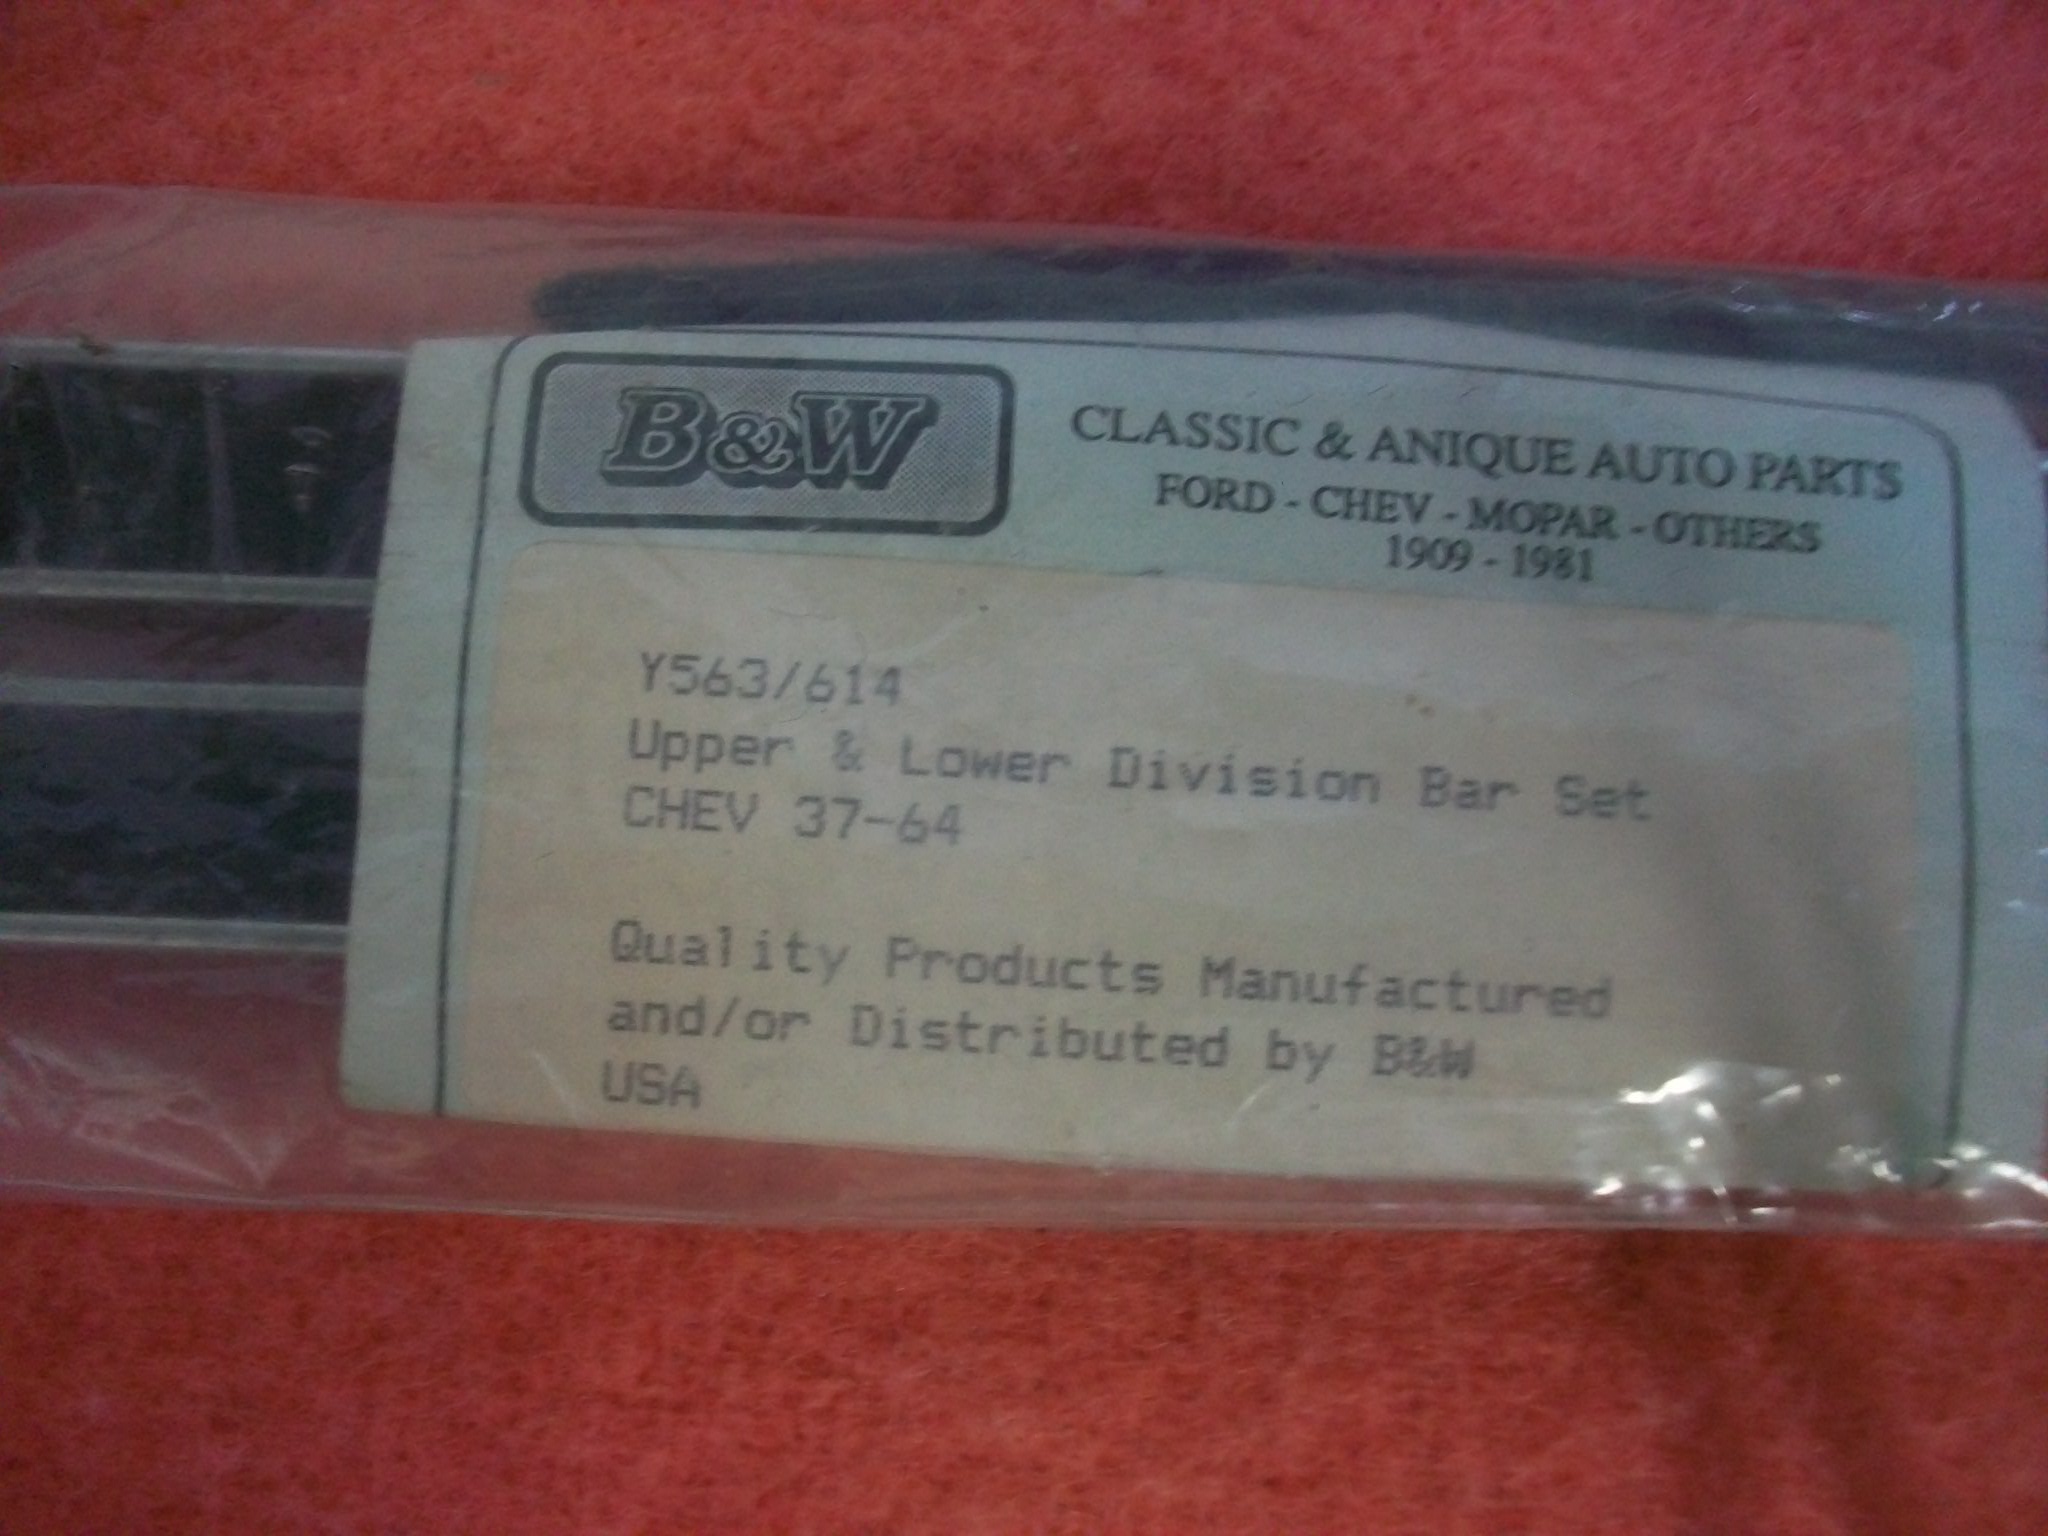 B&W
CLASSIC & ANIQUE AUTO PARTS
FORD - CHEV - MOPAR - OTHERS
1909 - 1981
Y563/614
Upper & Lower Division Bar Set
CHEV 37-64
Quality Products Manufactured
and/or Distributed by B&W
USA